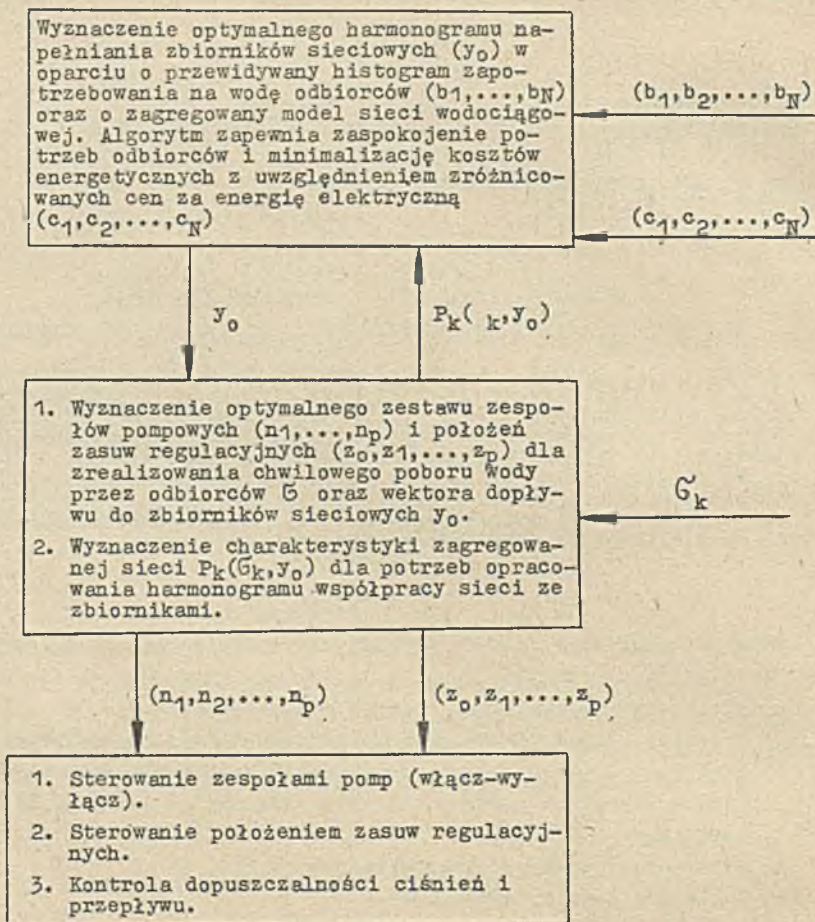 Wyznaczenie optymalnego harmonogramu na-
pełniania zbiorników sieciowych (y₀) w
oparciu o przewidywany histogram zapo-
trzebowania na wodę odbiorców (b₁,...,b_N)
oraz o zagregowany model sieci wodociągo-
wej. Algorytm zapewnia zaspokojenie po-
trzeb odbiorców i minimalizację kosztów
energetycznych z uwzględnieniem zróżnico-
wanych cen za energię elektryczną
(c₁,c₂,...,c_N)
(b₁,b₂,...,b_N)
(c₁,c₂,...,c_N)
y₀
P_k( _k,y₀)
1. Wyznaczenie optymalnego zestawu zespo-
łów pompowych (n₁,...,n_p) i położeń
zasuw regulacyjnych (z₀,z₁,...,z_p) dla
zrealizowania chwilowego poboru wody
przez odbiorców σ oraz wektora dopły-
wu do zbiorników sieciowych y₀.
2. Wyznaczenie charakterystyki zagregowa-
nej sieci P_k(σ_k,y₀) dla potrzeb opraco-
wania harmonogramu współpracy sieci ze
zbiornikami.
σ_k
(n₁,n₂,...,n_p)
(z₀,z₁,...,z_p)
1. Sterowanie zespołami pomp (włącz-wy-
łącz).
2. Sterowanie położeniem zasuw regulacyj-
nych.
3. Kontrola dopuszczalności ciśnień i
przepływu.